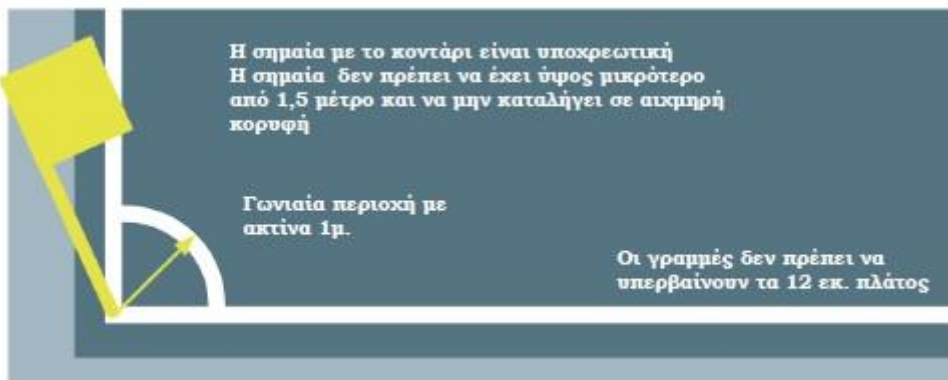 Η σημαία με το κοντάρι είναι υποχρεωτική
Η σημαία δεν πρέπει να έχει ύψος μικρότερο
από 1,5 μέτρο και να μην καταλήγει σε αιχμηρή
κορυφή
Γωνιαία περιοχή με
ακτίνα 1μ.
Οι γραμμές δεν πρέπει να
υπερβαίνουν τα 12 εκ. πλάτος